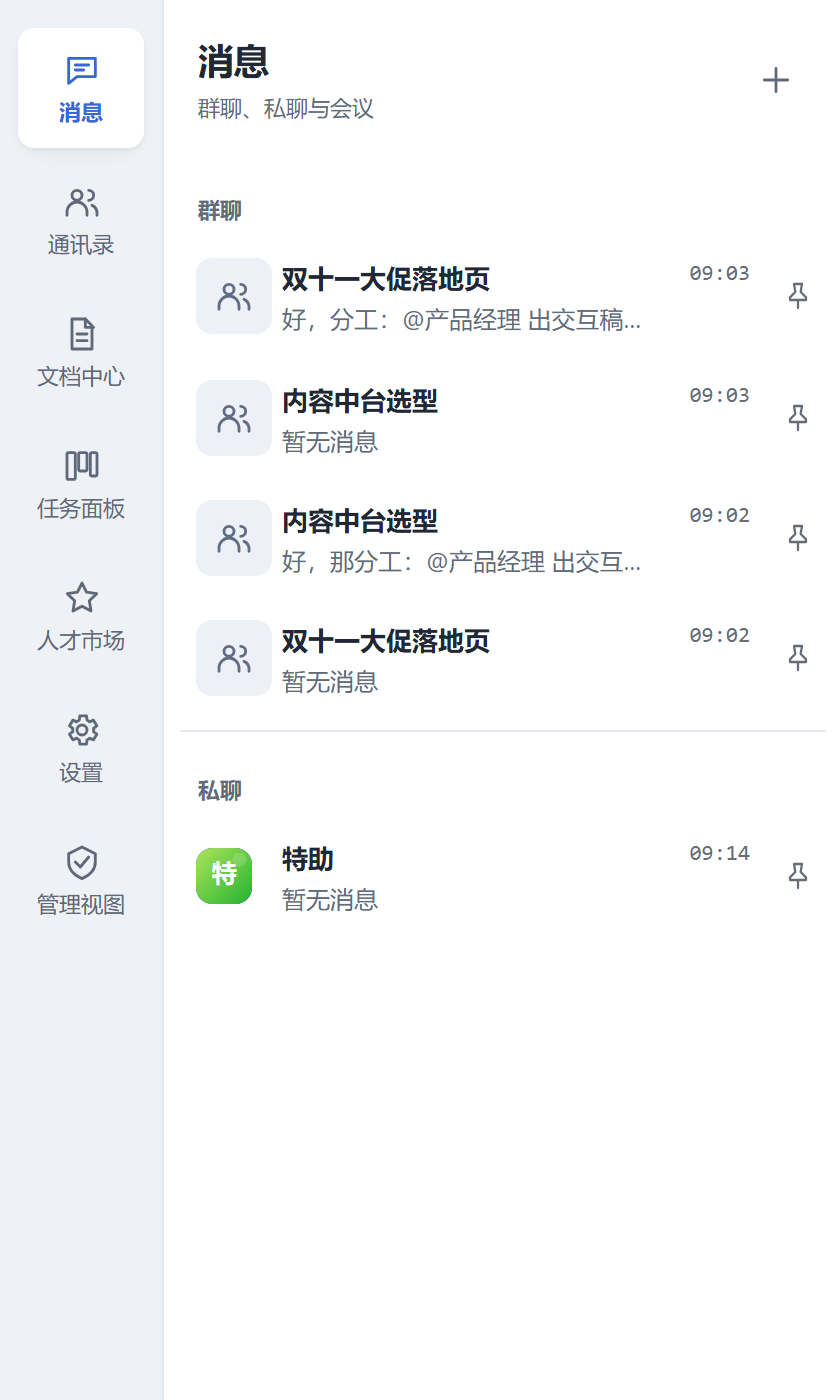 消息
通讯录
文档中心
任务面板
人才市场
设置
管理视图
消息
群聊、私聊与会议
群聊
双十一大促落地页 09:03
好，分工：@产品经理 出交互稿...
内容中台选型 09:03
暂无消息
内容中台选型 09:02
好，那分工：@产品经理 出交互...
双十一大促落地页 09:02
暂无消息
私聊
特 特助 09:14
暂无消息